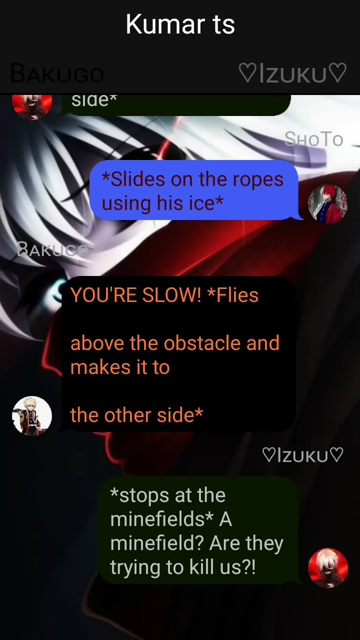 Kumar ts
Bakugo ♡Izuku♡
side*
ShoTo
*Slides on the ropes
using his ice*
Bakugo
YOU'RE SLOW! *Flies
above the obstacle and
makes it to
the other side*
♡Izuku♡
*stops at the
minefields* A
minefield? Are they
trying to kill us?!